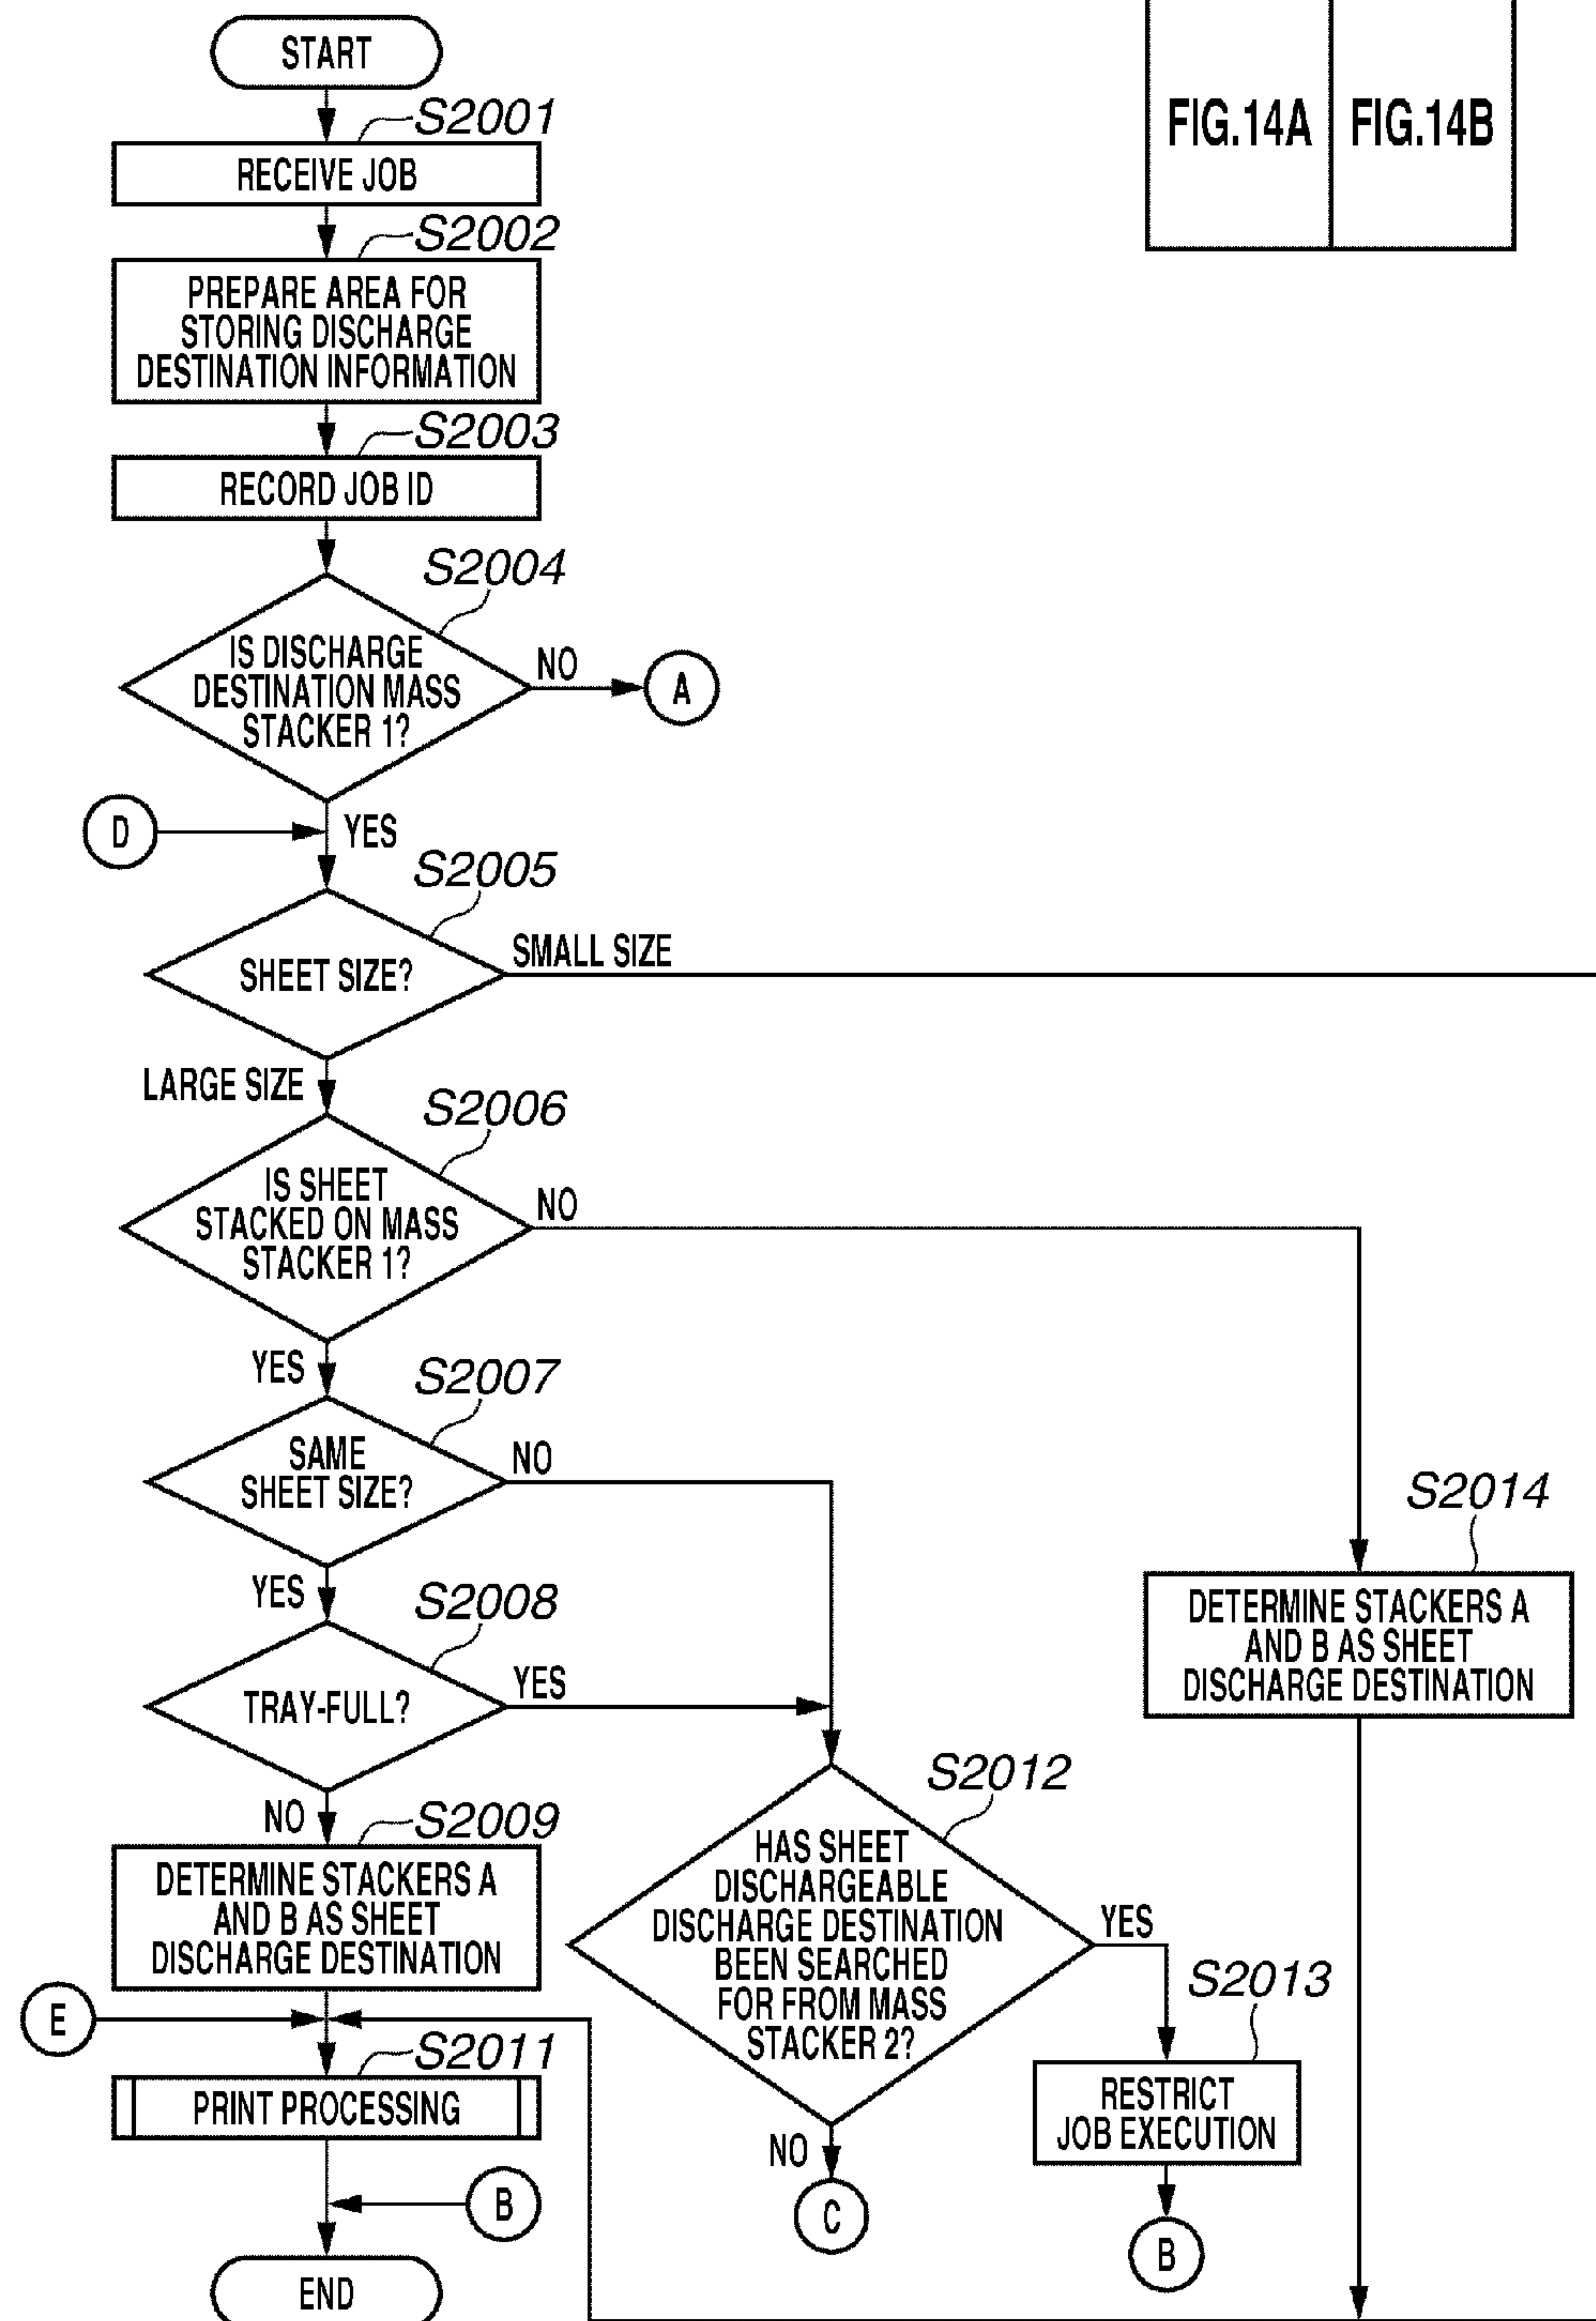 START
FIG.14A
FIG.14B
S2001
RECEIVE JOB
S2002
PREPARE AREA FOR
STORING DISCHARGE
DESTINATION INFORMATION
S2003
RECORD JOB ID
S2004
IS DISCHARGE
DESTINATION MASS
STACKER 1?
NO
A
D
YES
S2005
SHEET SIZE?
SMALL SIZE
LARGE SIZE
S2006
IS SHEET
STACKED ON MASS
STACKER 1?
NO
YES
S2007
SAME
SHEET SIZE?
NO
YES
S2008
TRAY-FULL?
YES
NO
S2009
DETERMINE STACKERS A
AND B AS SHEET
DISCHARGE DESTINATION
E
S2011
PRINT PROCESSING
B
END
S2012
HAS SHEET
DISCHARGEABLE
DISCHARGE DESTINATION
BEEN SEARCHED
FOR FROM MASS
STACKER 2?
YES
NO
C
S2013
RESTRICT
JOB EXECUTION
B
S2014
DETERMINE STACKERS A
AND B AS SHEET
DISCHARGE DESTINATION